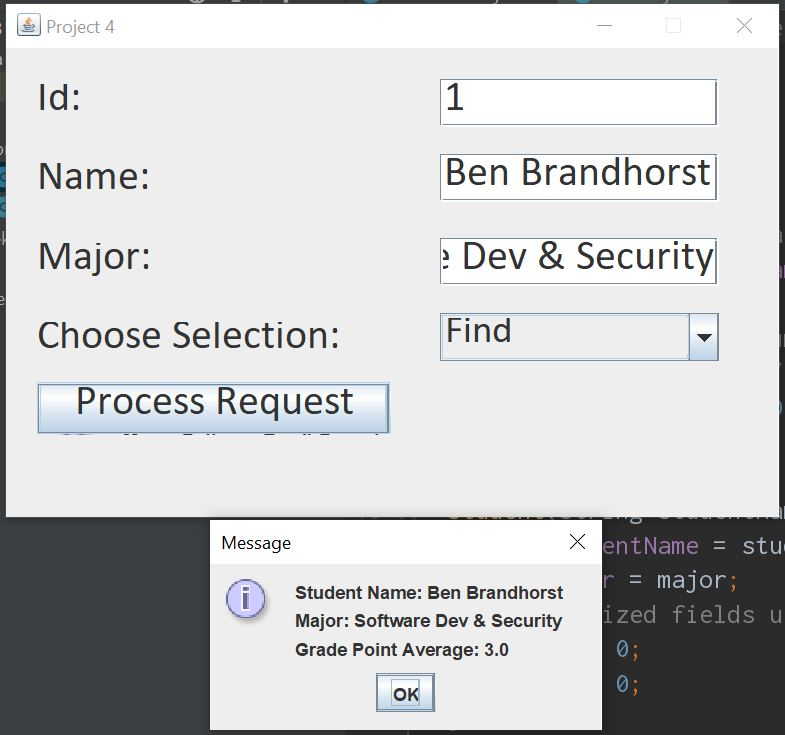 Project 4
Id:
1
Name:
Ben Brandhorst
Major:
e Dev & Security
Choose Selection:
Find
Process Request
Message
Student Name: Ben Brandhorst
Major: Software Dev & Security
Grade Point Average: 3.0
OK
entName = stu
= major;
ized fields u
0;
0;